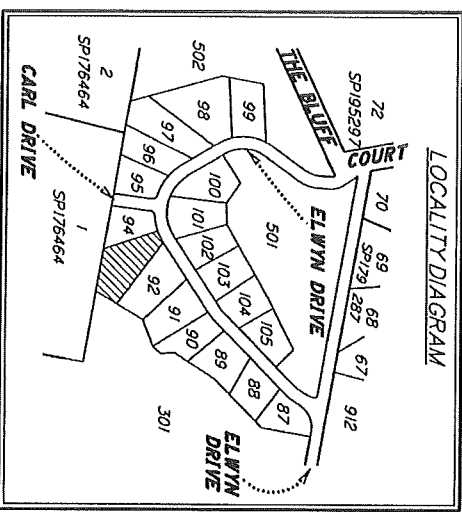 LOCALITY DIAGRAM
72
SP195297
THE BLUFF
COURT
70
69
SP179
287
68
67
912
502
99
98
97
96
95
100
101
102
103
104
105
501
ELWYN DRIVE
94
92
91
90
89
88
87
ELWYN
DRIVE
301
2
SP176464
CARL DRIVE
1
SP176464